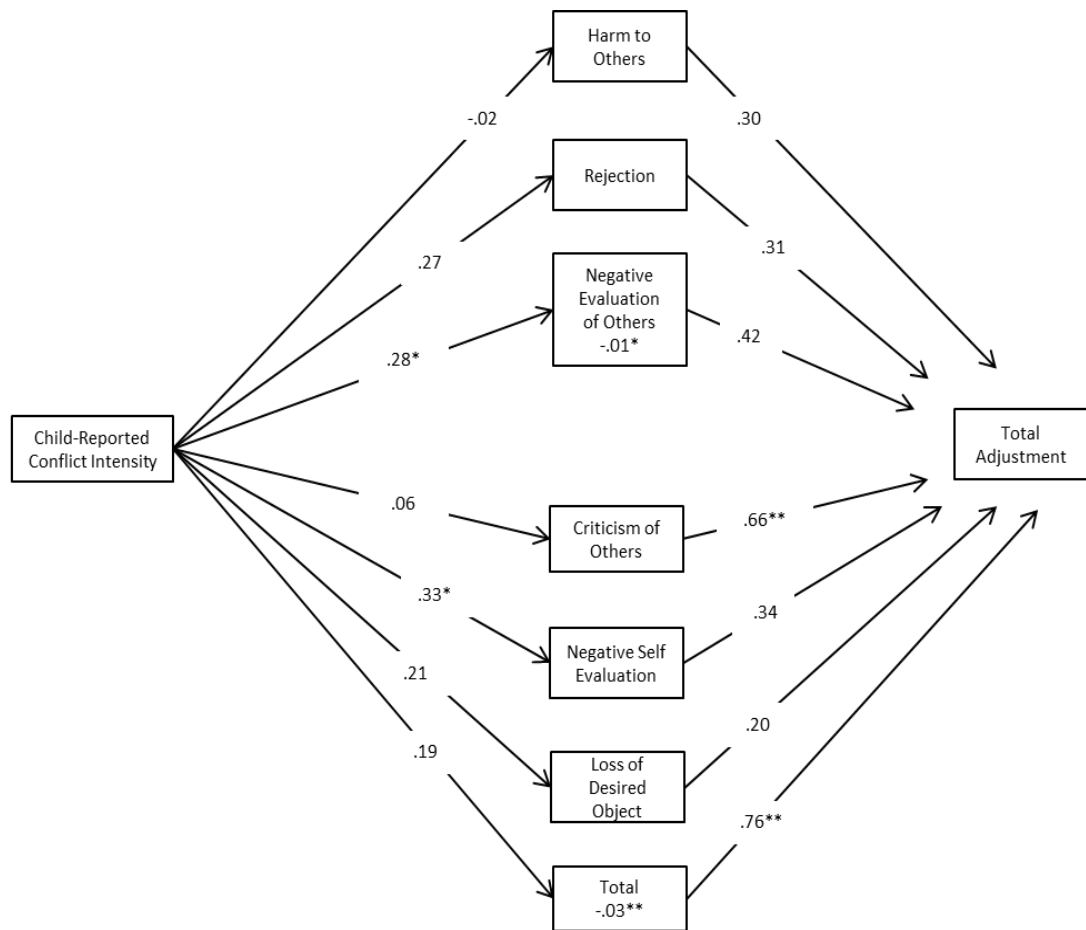 Harm to
Others
-.02
.30
Rejection
.27
.31
Negative
Evaluation
of Others
-.01*
.28*
.42
Child-Reported
Conflict Intensity
Total
Adjustment
.06
Criticism of
Others
.66**
.33*
Negative Self
Evaluation
.34
.21
Loss of
Desired
Object
.20
.19
Total
-.03**
.76**